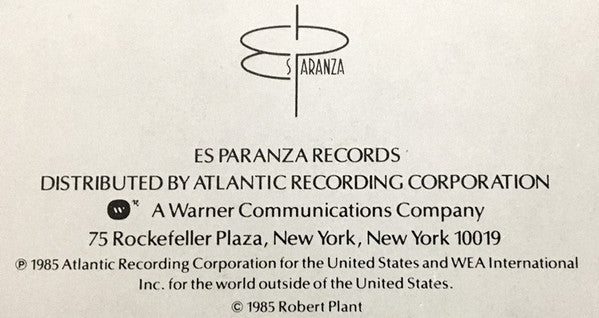 ES PARANZA
ES PARANZA RECORDS
DISTRIBUTED BY ATLANTIC RECORDING CORPORATION
W A Warner Communications Company
75 Rockefeller Plaza, New York, New York 10019
℗ 1985 Atlantic Recording Corporation for the United States and WEA International
Inc. for the world outside of the United States.
© 1985 Robert Plant